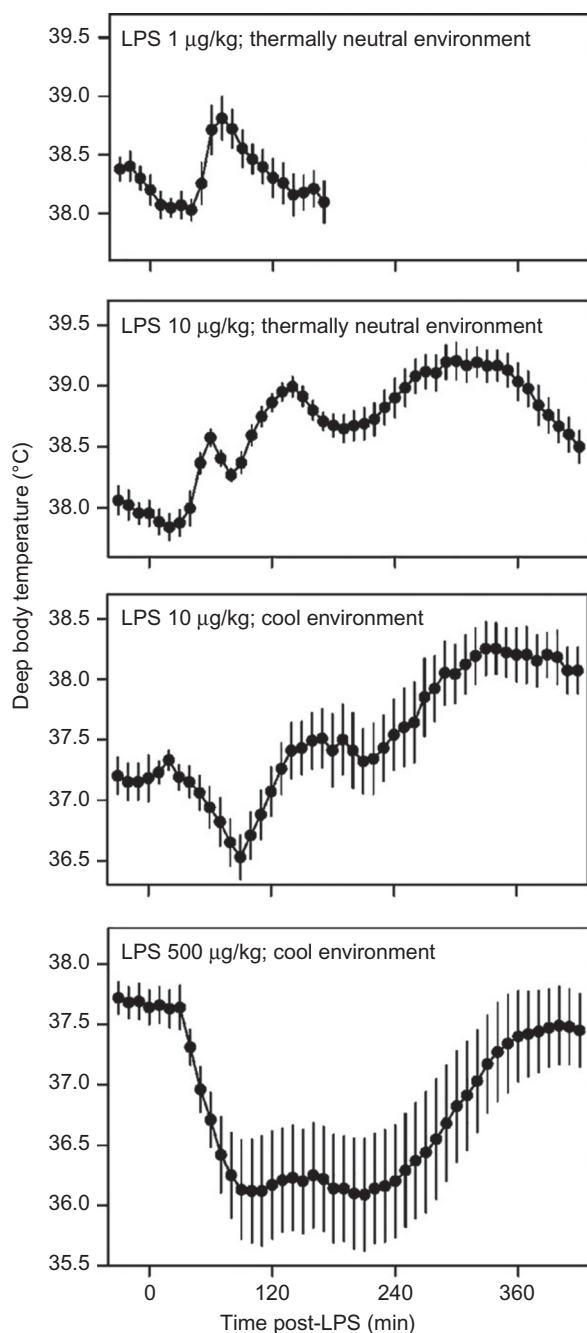 LPS 1 µg/kg; thermally neutral environment
39.5
39.0
38.5
38.0
LPS 10 µg/kg; thermally neutral environment
39.5
39.0
38.5
38.0
Deep body temperature (°C)
LPS 10 µg/kg; cool environment
38.5
38.0
37.5
37.0
36.5
LPS 500 µg/kg; cool environment
38.0
37.5
37.0
36.5
36.0
35.5
0 120 240 360
Time post-LPS (min)